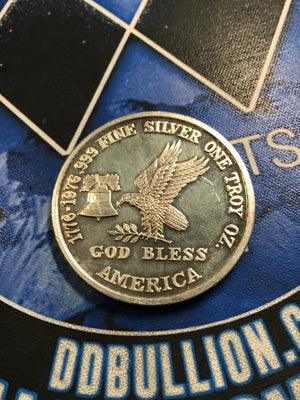 1776-1976 .999 FINE SILVER ONE TROY OZ.
GOD BLESS
AMERICA
TS
DDBULLION.C